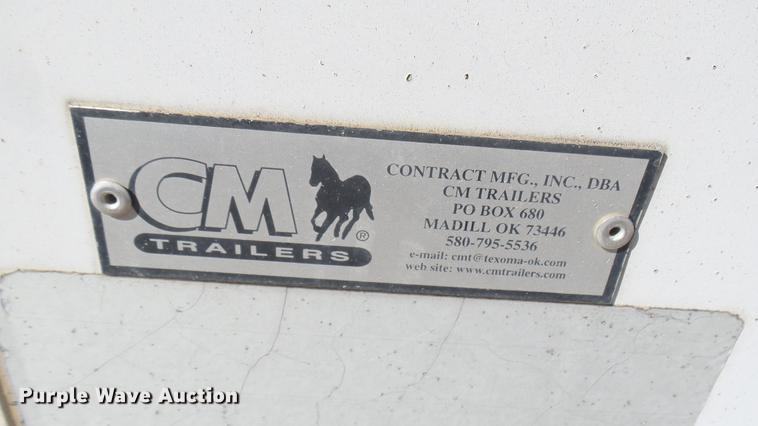 CM
TRAILERS
®
CONTRACT MFG., INC., DBA
CM TRAILERS
PO BOX 680
MADILL OK 73446
580-795-5536
e-mail: cmt@texoma-ok.com
web site: www.cmtrailers.com
Purple Wave Auction